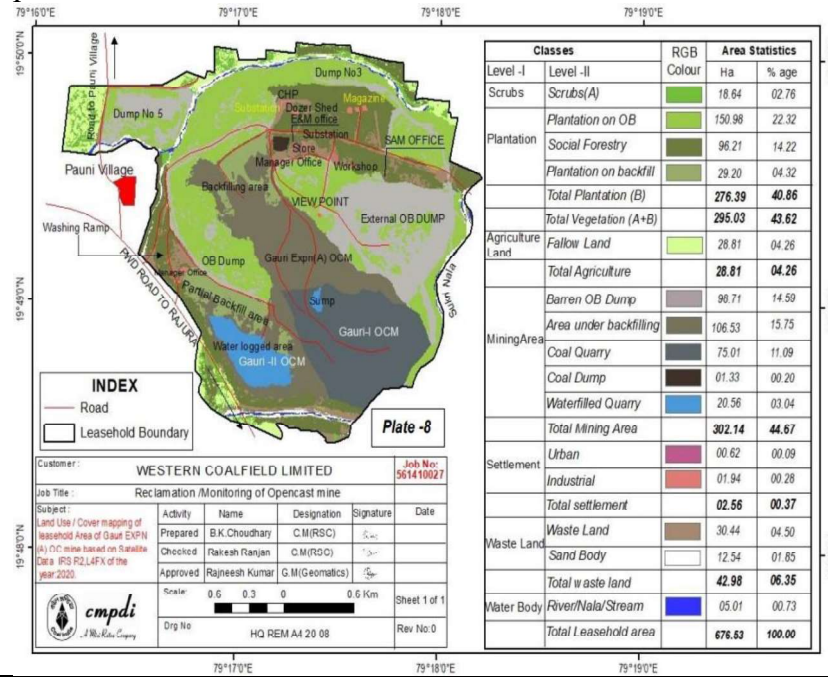 79°16'0"E 79°17'0"E 79°18'0"E 79°19'0"E
19°50'0"N
19°49'0"N
19°48'0"N
Road to Pauni Village
Dump No3
CHP
Substation
Dozer Shed
Magazine
Dump No 5
E&M office
Substation
SAM OFFICE
Store
Manager Office
Workshop
Pauni Village
Backfilling area
VIEW POINT
External OB DUMP
Washing Ramp
OB Dump
Gauri Expn(A) OCM
Manager Office
Sukri Nala
PWD ROAD TO RAJURA
Partial Backfill area
Sump
Gauri-I OCM
Water logged area
Gauri -II OCM
INDEX
Road
Leasehold Boundary
Plate -8
Customer :
WESTERN COALFIELD LIMITED
Job No:
561410027
Job Title :
Reclamation /Monitoring of Opencast mine
Subject :
Land Use / Cover mapping of
leasehold Area of Gauri EXPN
(A) OC mine based on Satellite
Data IRS R2,L4FX of the
year:2020.
Activity Name Designation Signature Date
Prepared B.K.Choudhary C.M(RSC)
Checked Rakesh Ranjan C.M(RSC)
Approved Rajneesh Kumar G.M(Geomatics)
Scale: 0.6 0.3 0 0.6 Km
Sheet 1 of 1
cmpdi
A Mini Ratna Company
Drg No
HQ REM A4 20 08
Rev No:0
79°17'0"E 79°18'0"E 79°19'0"E
Classes RGB Colour Area Statistics
Level -I Level -II Ha % age
Scrubs Scrubs(A) 18.64 02.76
Plantation Plantation on OB 150.98 22.32
Social Forestry 96.21 14.22
Plantation on backfill 29.20 04.32
Total Plantation (B) 276.39 40.86
Total Vegetation (A+B) 295.03 43.62
Agriculture Land Fallow Land 28.81 04.26
Total Agriculture 28.81 04.26
MiningArea Barren OB Dump 98.71 14.59
Area under backfilling 106.53 15.75
Coal Quarry 75.01 11.09
Coal Dump 01.33 00.20
Waterfilled Quarry 20.56 03.04
Total Mining Area 302.14 44.67
Settlement Urban 00.62 00.09
Industrial 01.94 00.28
Total settlement 02.56 00.37
Waste Land Waste Land 30.44 04.50
Sand Body 12.54 01.85
Total waste land 42.98 06.35
Water Body River/Nala/Stream 05.01 00.73
Total Leasehold area 676.53 100.00